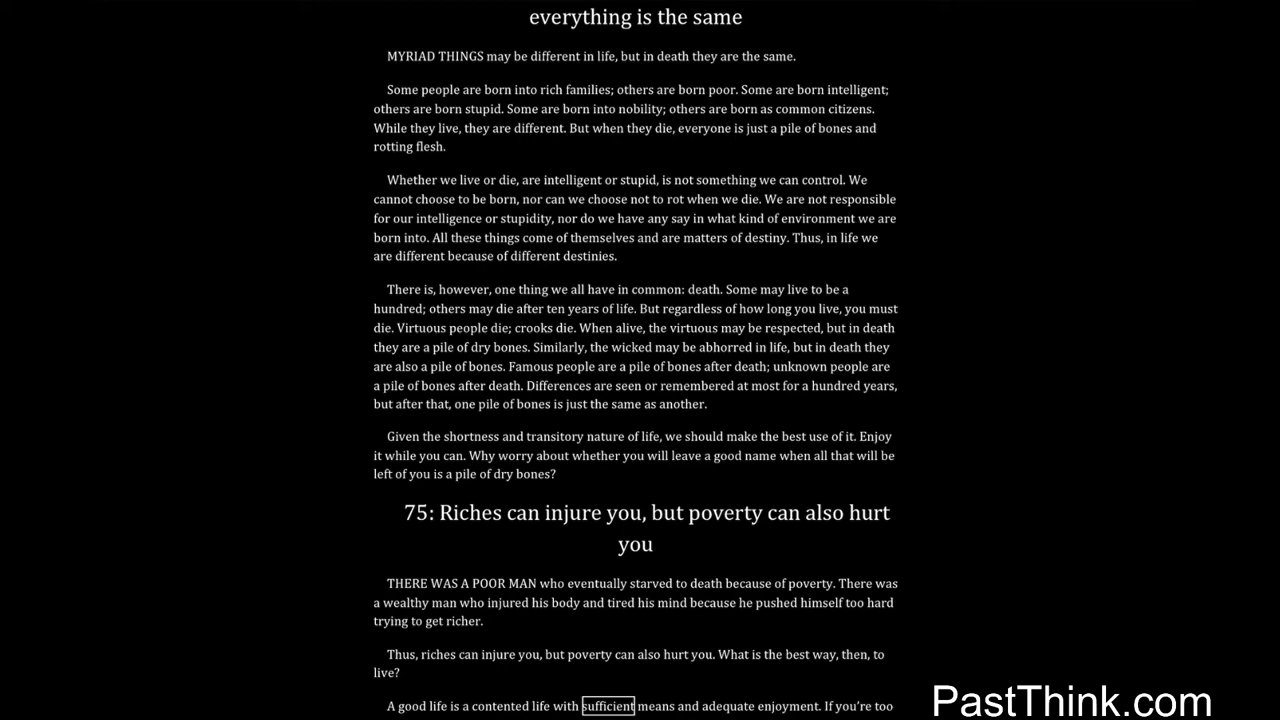 everything is the same
MYRIAD THINGS may be different in life, but in death they are the same.
Some people are born into rich families; others are born poor. Some are born intelligent;
others are born stupid. Some are born into nobility; others are born as common citizens.
While they live, they are different. But when they die, everyone is just a pile of bones and
rotting flesh.
Whether we live or die, are intelligent or stupid, is not something we can control. We
cannot choose to be born, nor can we choose not to rot when we die. We are not responsible
for our intelligence or stupidity, nor do we have any say in what kind of environment we are
born into. All these things come of themselves and are matters of destiny. Thus, in life we
are different because of different destinies.
There is, however, one thing we all have in common: death. Some may live to be a
hundred; others may die after ten years of life. But regardless of how long you live, you must
die. Virtuous people die; crooks die. When alive, the virtuous may be respected, but in death
they are a pile of dry bones. Similarly, the wicked may be abhorred in life, but in death they
are also a pile of bones. Famous people are a pile of bones after death; unknown people are
a pile of bones after death. Differences are seen or remembered at most for a hundred years,
but after that, one pile of bones is just the same as another.
Given the shortness and transitory nature of life, we should make the best use of it. Enjoy
it while you can. Why worry about whether you will leave a good name when all that will be
left of you is a pile of dry bones?
75: Riches can injure you, but poverty can also hurt
you
THERE WAS A POOR MAN who eventually starved to death because of poverty. There was
a wealthy man who injured his body and tired his mind because he pushed himself too hard
trying to get richer.
Thus, riches can injure you, but poverty can also hurt you. What is the best way, then, to
live?
A good life is a contented life with sufficient means and adequate enjoyment. If you’re too
PastThink.com